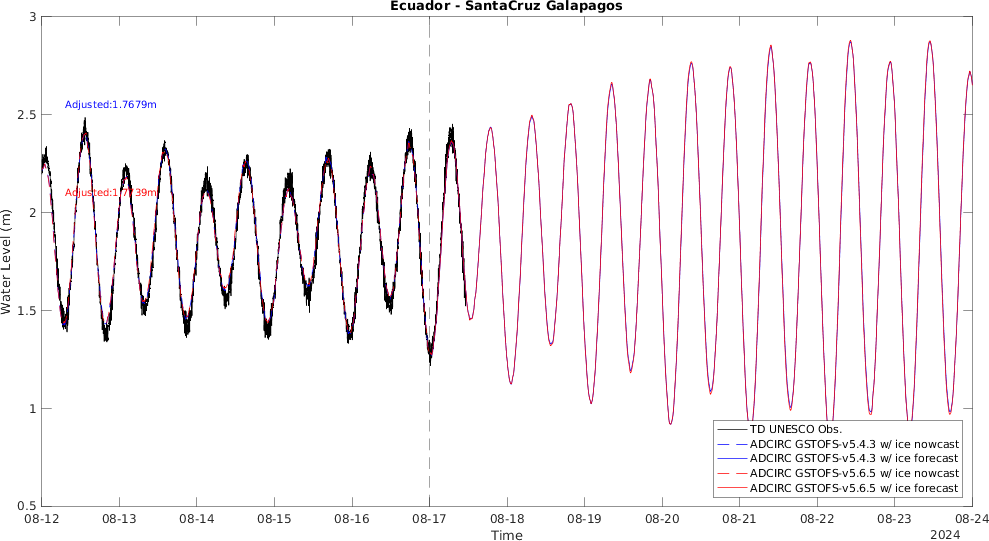 Ecuador - SantaCruz Galapagos
3
2.5
2
1.5
1
0.5
Water Level (m)
Adjusted:1.7679m
Adjusted:1.7739m
TD UNESCO Obs.
ADCIRC GSTOFS-v5.4.3 w/ ice nowcast
ADCIRC GSTOFS-v5.4.3 w/ ice forecast
ADCIRC GSTOFS-v5.6.5 w/ ice nowcast
ADCIRC GSTOFS-v5.6.5 w/ ice forecast
08-12 08-13 08-14 08-15 08-16 08-17 08-18 08-19 08-20 08-21 08-22 08-23 08-24
Time
2024